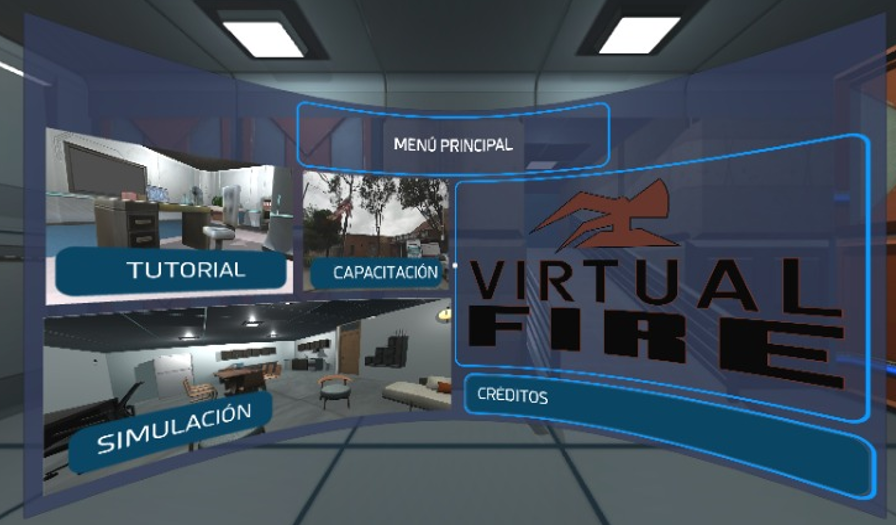 MENÚ PRINCIPAL
TUTORIAL
CAPACITACIÓN
SIMULACIÓN
VIRTUAL
FIRE
CRÉDITOS